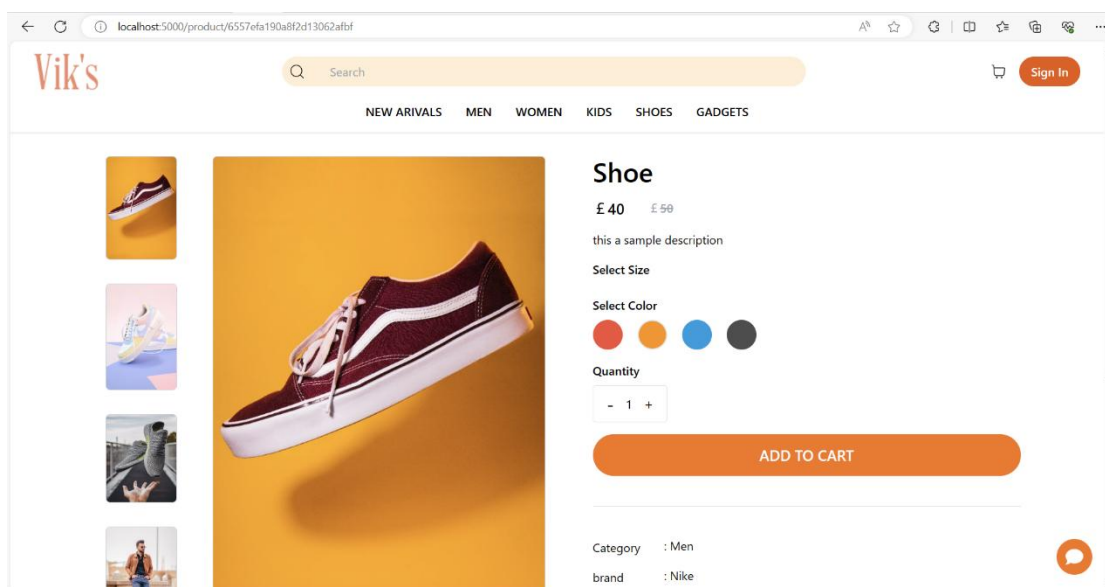 localhost:5000/product/6557efa190a8f2d13062afbf
Vik's
Search
Sign In
NEW ARIVALS MEN WOMEN KIDS SHOES GADGETS
Shoe
£ 40 £ 50
this a sample description
Select Size
Select Color
Quantity
- 1 +
ADD TO CART
Category : Men
brand : Nike